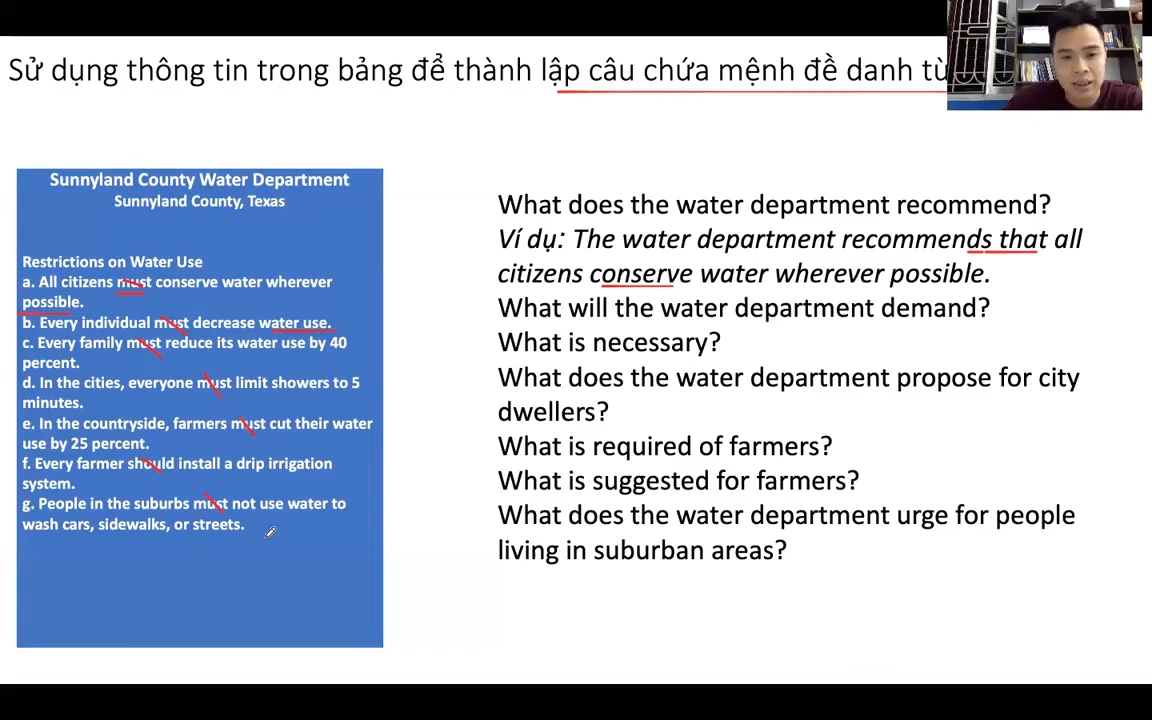 Sử dụng thông tin trong bảng để thành lập câu chứa mệnh đề danh từ
Sunnyland County Water Department
Sunnyland County, Texas
Restrictions on Water Use
a. All citizens must conserve water wherever
possible.
b. Every individual must decrease water use.
c. Every family must reduce its water use by 40
percent.
d. In the cities, everyone must limit showers to 5
minutes.
e. In the countryside, farmers must cut their water
use by 25 percent.
f. Every farmer should install a drip irrigation
system.
g. People in the suburbs must not use water to
wash cars, sidewalks, or streets.
What does the water department recommend?
Ví dụ: The water department recommends that all
citizens conserve water wherever possible.
What will the water department demand?
What is necessary?
What does the water department propose for city
dwellers?
What is required of farmers?
What is suggested for farmers?
What does the water department urge for people
living in suburban areas?